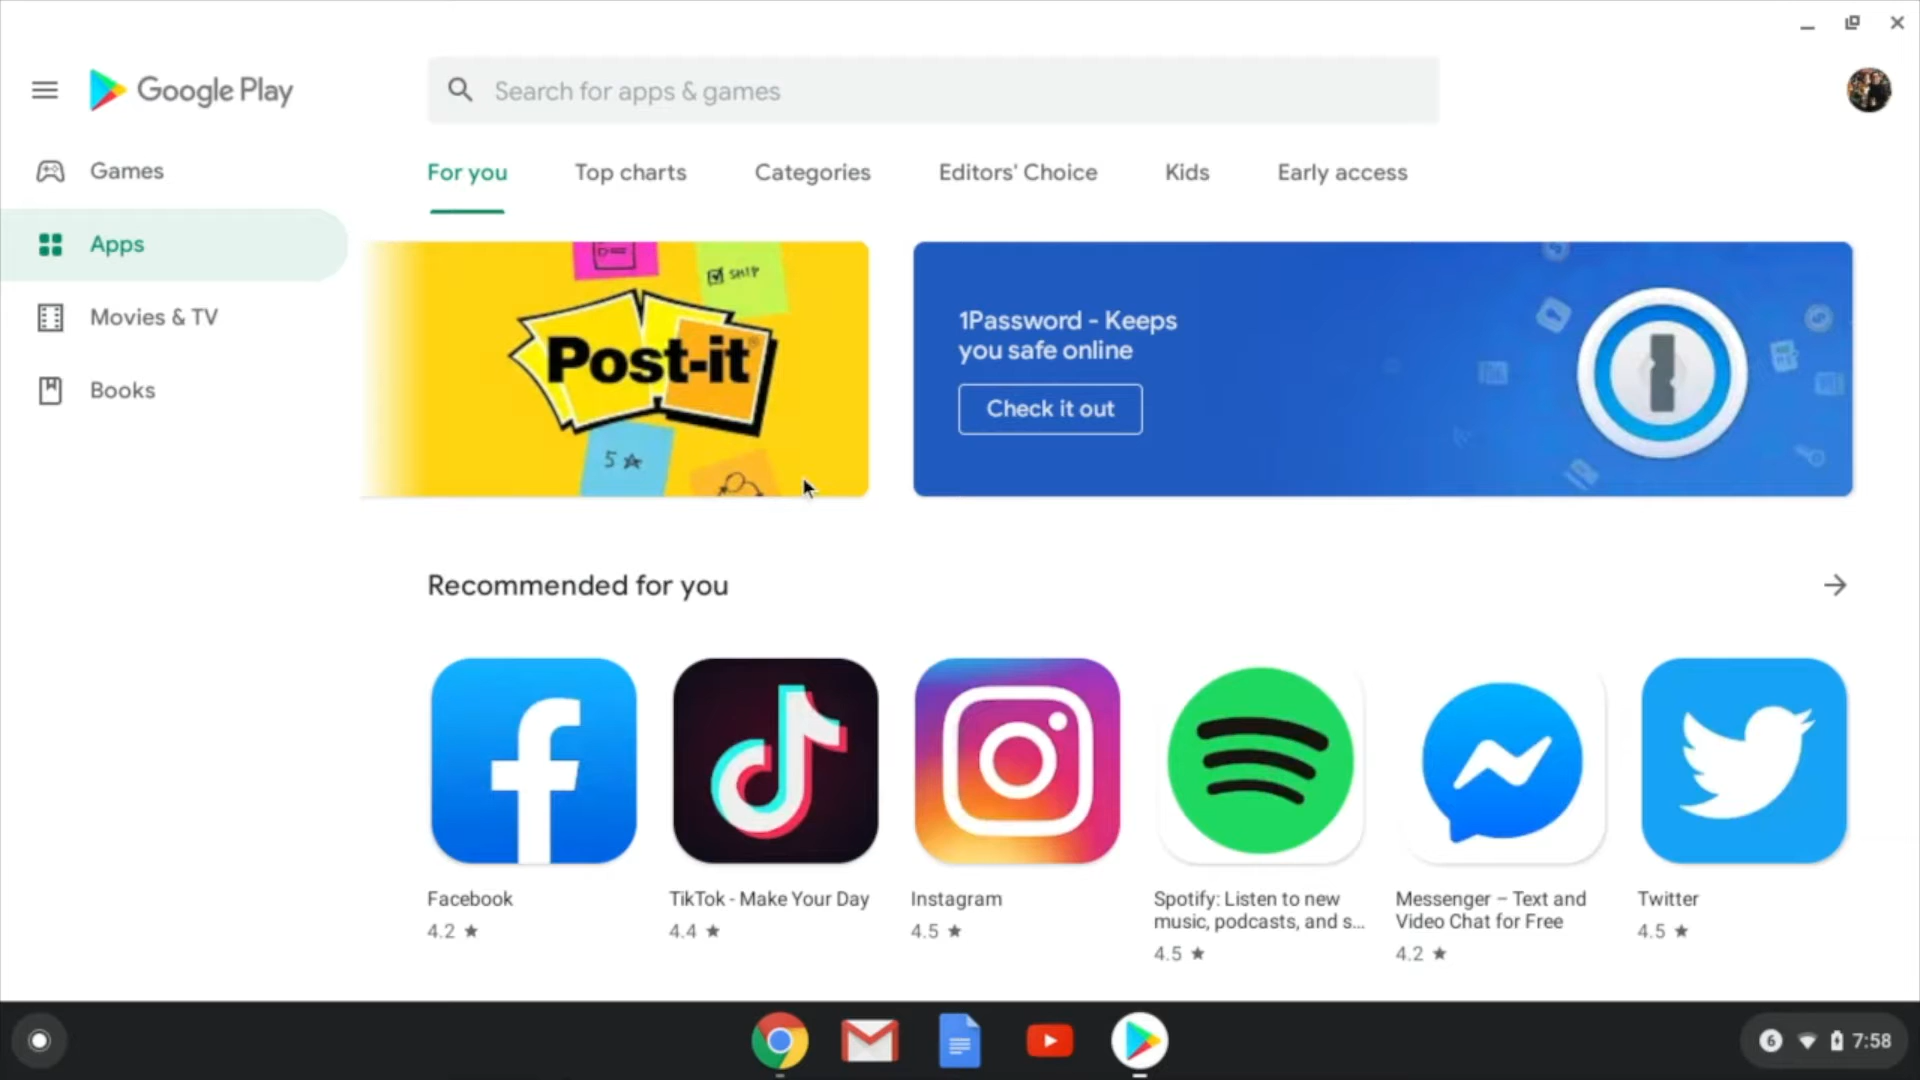 Google Play
Search for apps & games
Games
Apps
Movies & TV
Books
For you
Top charts
Categories
Editors' Choice
Kids
Early access
SHIP
Post-it
5
1Password - Keeps
you safe online
Check it out
Recommended for you
Facebook
4.2 ★
TikTok - Make Your Day
4.4 ★
Instagram
4.5 ★
Spotify: Listen to new
music, podcasts, and s...
4.5 ★
Messenger – Text and
Video Chat for Free
4.2 ★
Twitter
4.5 ★
6
7:58